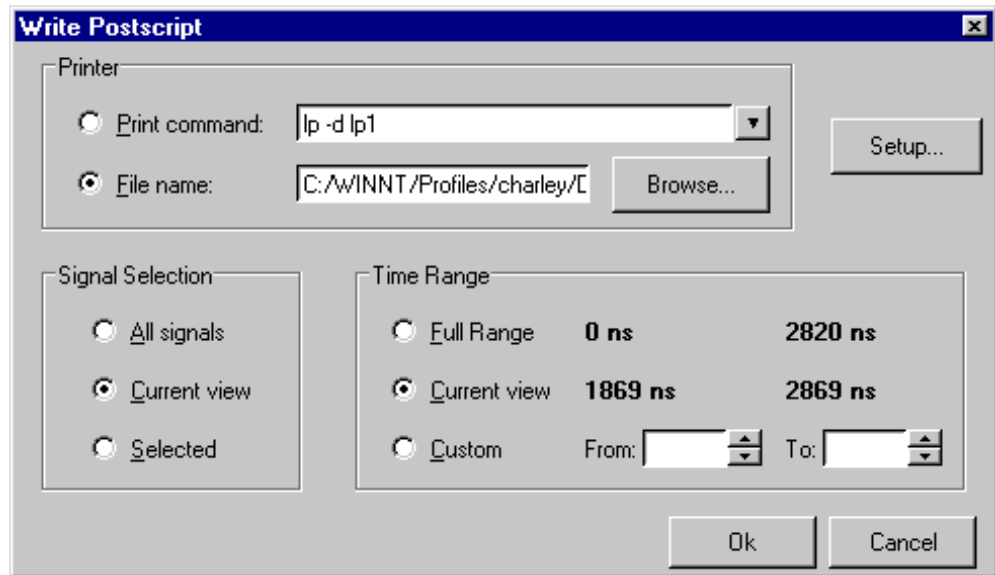 Write Postscript
Printer
Print command: lp -d lp1
Setup...
File name: C:/WINNT/Profiles/charley/D Browse...
Signal Selection Time Range
All signals Full Range 0 ns 2820 ns
Current view Current view 1869 ns 2869 ns
Selected Custom From: To:
Ok Cancel